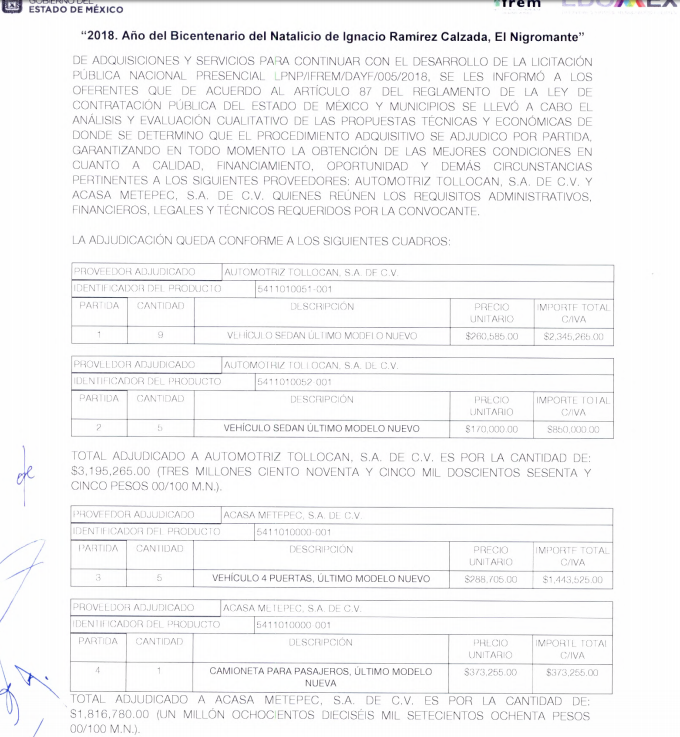 GOBIERNO DEL
ESTADO DE MÉXICO
ifrem
EDOMEX
“2018. Año del Bicentenario del Natalicio de Ignacio Ramírez Calzada, El Nigromante”
DE ADQUISICIONES Y SERVICIOS PARA CONTINUAR CON EL DESARROLLO DE LA LICITACIÓN
PÚBLICA NACIONAL PRESENCIAL LPNP/IFREM/DAYF/005/2018, SE LES INFORMÓ A LOS
OFERENTES QUE DE ACUERDO AL ARTÍCULO 87 DEL REGLAMENTO DE LA LEY DE
CONTRATACIÓN PÚBLICA DEL ESTADO DE MÉXICO Y MUNICIPIOS SE LLEVÓ A CABO EL
ANÁLISIS Y EVALUACIÓN CUALITATIVO DE LAS PROPUESTAS TÉCNICAS Y ECONÓMICAS DE
DONDE SE DETERMINO QUE EL PROCEDIMIENTO ADQUISITIVO SE ADJUDICO POR PARTIDA,
GARANTIZANDO EN TODO MOMENTO LA OBTENCIÓN DE LAS MEJORES CONDICIONES EN
CUANTO A CALIDAD, FINANCIAMIENTO, OPORTUNIDAD Y DEMÁS CIRCUNSTANCIAS
PERTINENTES A LOS SIGUIENTES PROVEEDORES: AUTOMOTRIZ TOLLOCAN, S.A. DE C.V. Y
ACASA METEPEC, S.A. DE C.V. QUIENES REÚNEN LOS REQUISITOS ADMINISTRATIVOS,
FINANCIEROS, LEGALES Y TÉCNICOS REQUERIDOS POR LA CONVOCANTE.
LA ADJUDICACIÓN QUEDA CONFORME A LOS SIGUIENTES CUADROS:
PROVEEDOR ADJUDICADO AUTOMOTRIZ TOLLOCAN, S.A. DE C.V.
IDENTIFICADOR DEL PRODUCTO 5411010051-001
PARTIDA CANTIDAD DESCRIPCIÓN PRECIO UNITARIO IMPORTE TOTAL C/IVA
1 9 VEHÍCULO SEDAN ÚLTIMO MODELO NUEVO $260,585.00 $2,345,265.00
PROVEEDOR ADJUDICADO AUTOMOTRIZ TOLLOCAN, S.A. DE C.V.
IDENTIFICADOR DEL PRODUCTO 5411010052-001
PARTIDA CANTIDAD DESCRIPCIÓN PRECIO UNITARIO IMPORTE TOTAL C/IVA
2 5 VEHÍCULO SEDAN ÚLTIMO MODELO NUEVO $170,000.00 $850,000.00
TOTAL ADJUDICADO A AUTOMOTRIZ TOLLOCAN, S.A. DE C.V. ES POR LA CANTIDAD DE:
$3,195,265.00 (TRES MILLONES CIENTO NOVENTA Y CINCO MIL DOSCIENTOS SESENTA Y
CINCO PESOS 00/100 M.N.).
PROVEEDOR ADJUDICADO ACASA METEPEC, S.A. DE C.V.
IDENTIFICADOR DEL PRODUCTO 5411010000-001
PARTIDA CANTIDAD DESCRIPCIÓN PRECIO UNITARIO IMPORTE TOTAL C/IVA
3 5 VEHÍCULO 4 PUERTAS, ÚLTIMO MODELO NUEVO $288,705.00 $1,443,525.00
PROVEEDOR ADJUDICADO ACASA METEPEC, S.A. DE C.V.
IDENTIFICADOR DEL PRODUCTO 5411010000-001
PARTIDA CANTIDAD DESCRIPCIÓN PRECIO UNITARIO IMPORTE TOTAL C/IVA
4 1 CAMIONETA PARA PASAJEROS, ÚLTIMO MODELO NUEVA $373,255.00 $373,255.00
TOTAL ADJUDICADO A ACASA METEPEC, S.A. DE C.V. ES POR LA CANTIDAD DE:
$1,816,780.00 (UN MILLÓN OCHOCIENTOS DIECISÉIS MIL SETECIENTOS OCHENTA PESOS
00/100 M.N.).